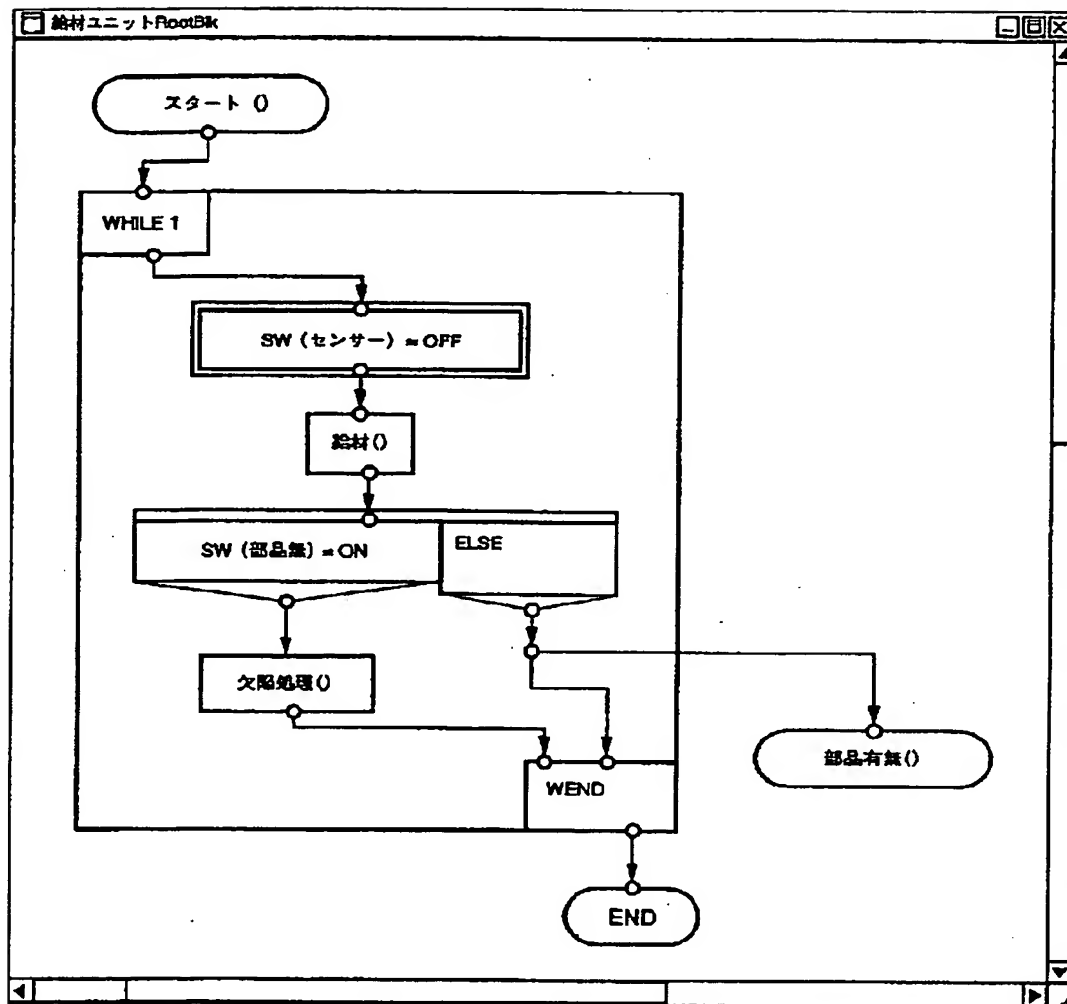 給材ユニットRootBlk
スタート ()
WHILE 1
SW (センサー) = OFF
給材 ()
SW (部品無) = ON
ELSE
欠陥処理 ()
部品有無 ()
WEND
END